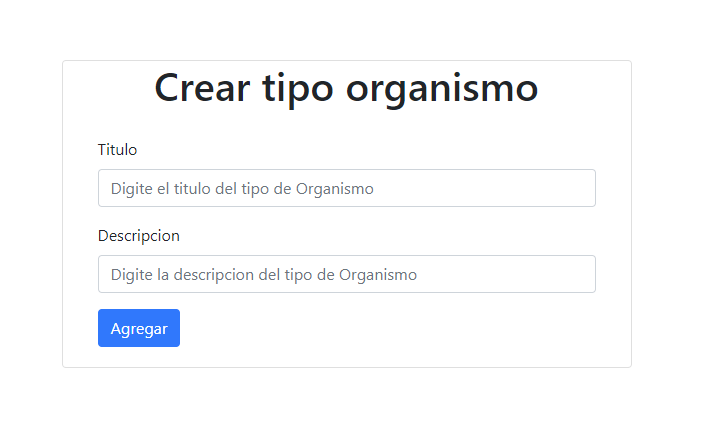 Crear tipo organismo
Titulo
Digite el titulo del tipo de Organismo
Descripcion
Digite la descripcion del tipo de Organismo
Agregar